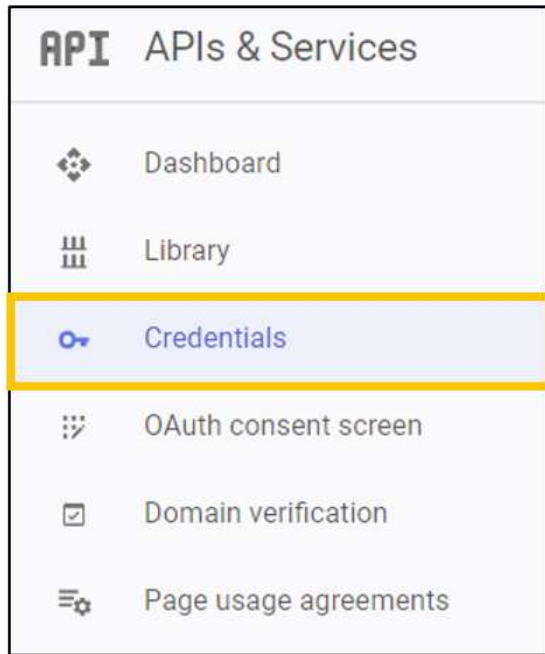 API APIs & Services
Dashboard
Library
Credentials
OAuth consent screen
Domain verification
Page usage agreements